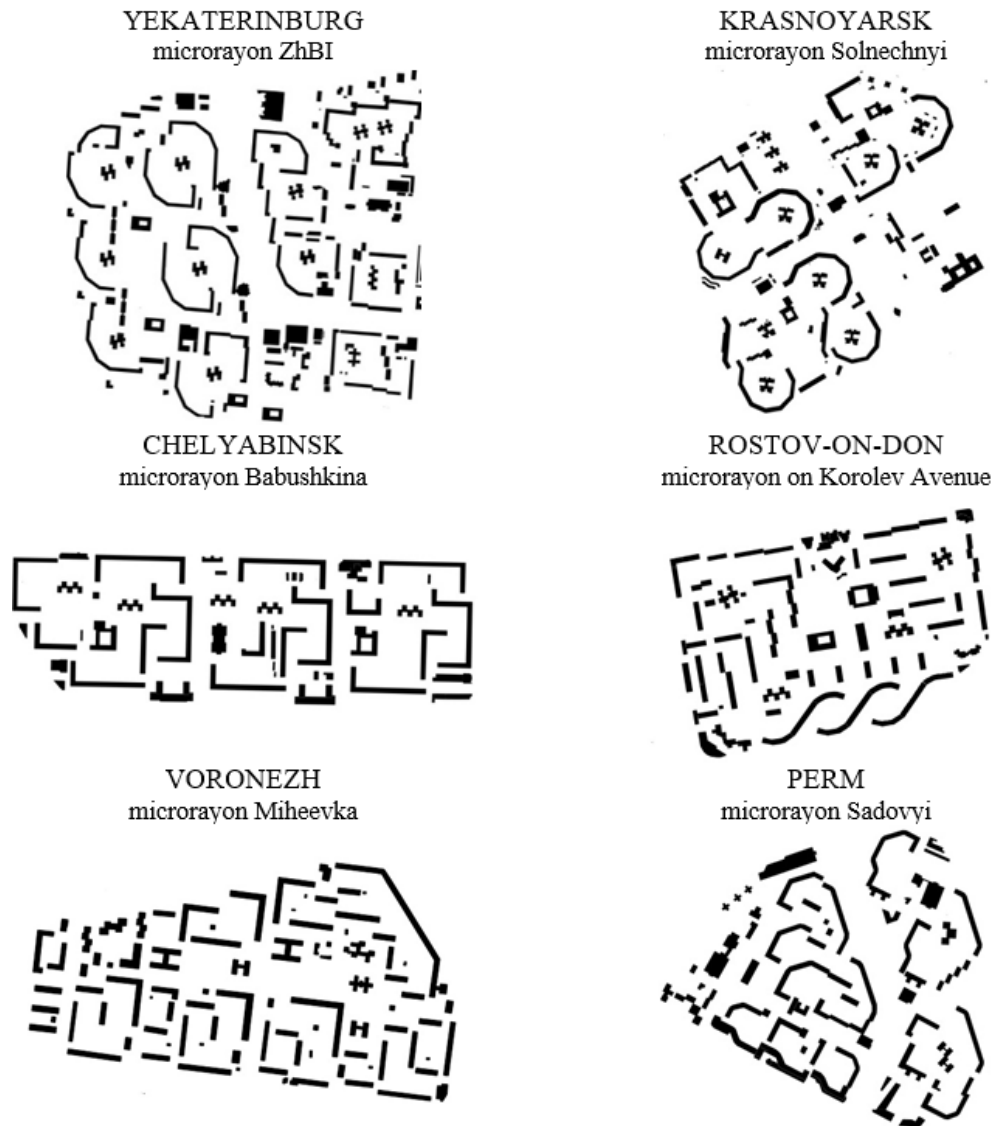 YEKATERINBURG
microrayon ZhBI
KRASNOYARSK
microrayon Solnechnyi
CHELYABINSK
microrayon Babushkina
ROSTOV-ON-DON
microrayon on Korolev Avenue
VORONEZH
microrayon Miheevka
PERM
microrayon Sadovyi